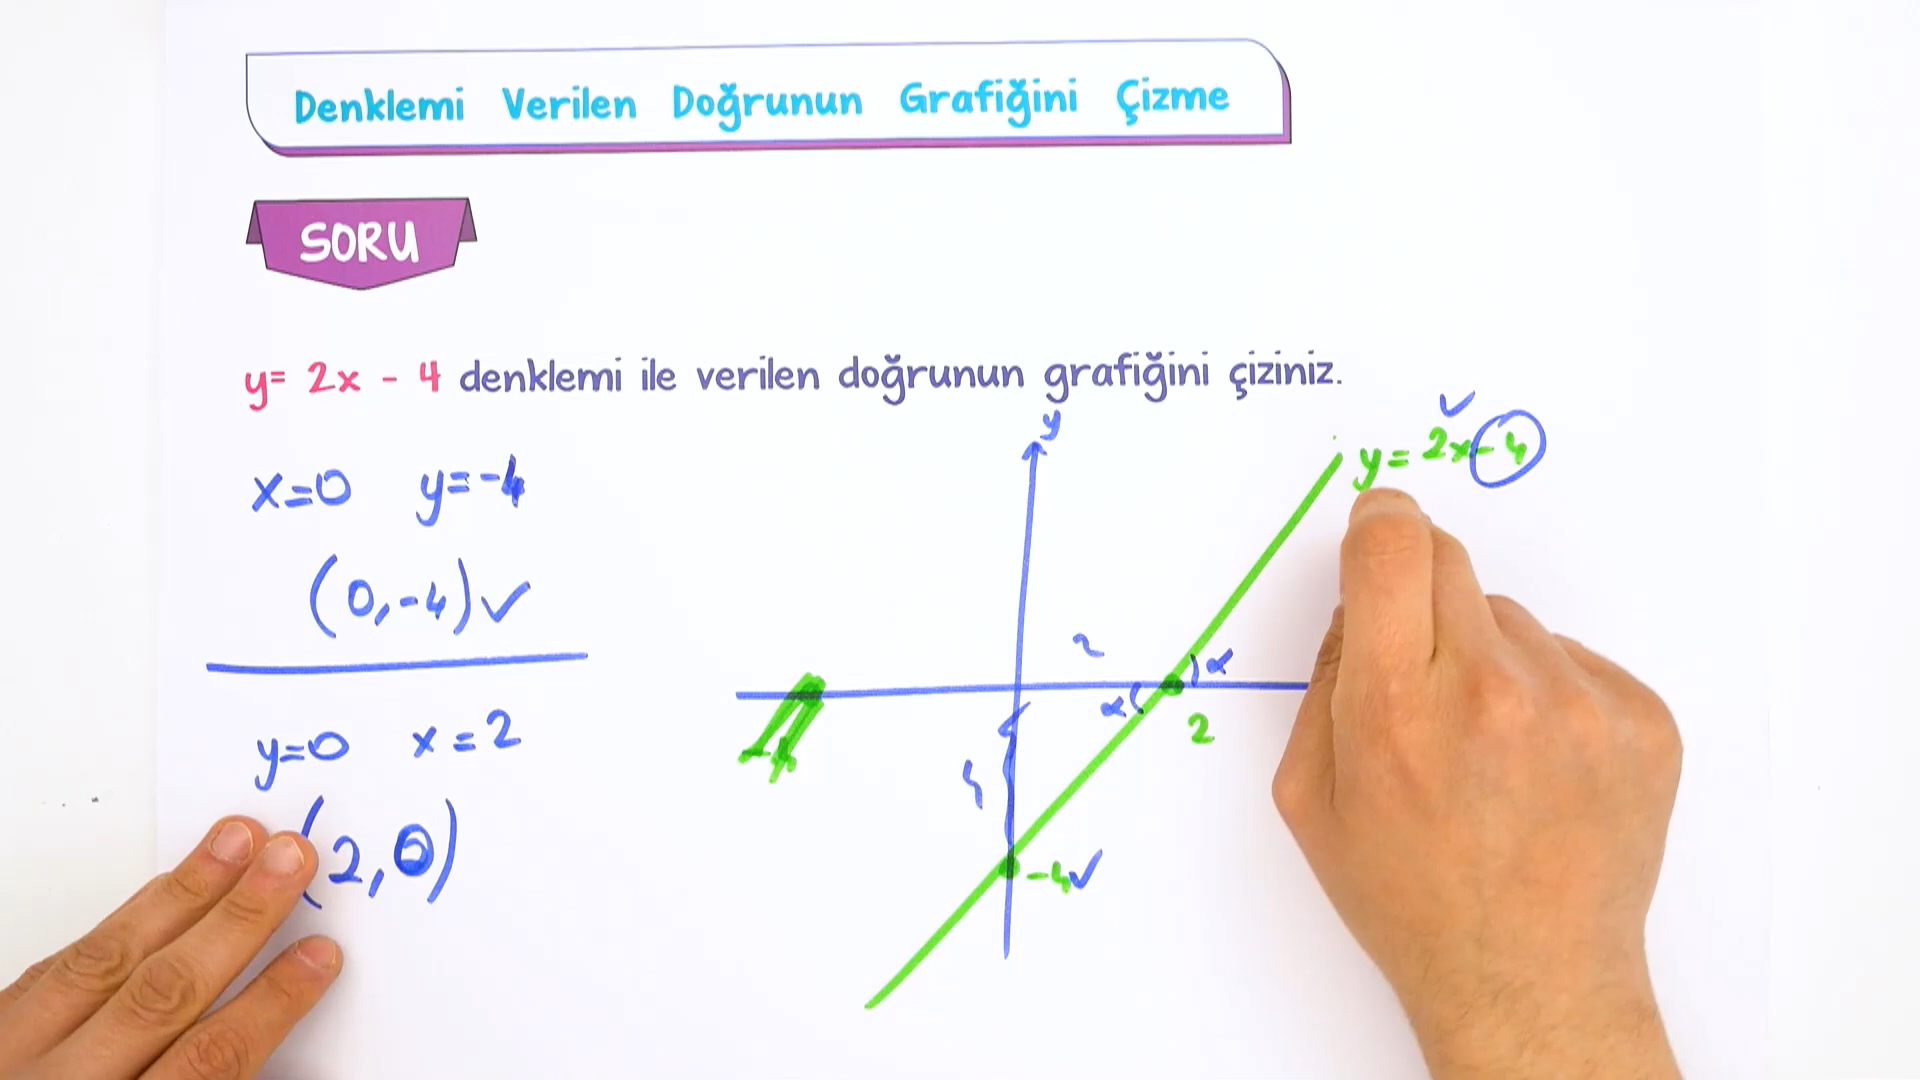 Denklemi Verilen Doğrunun Grafiğini Çizme
SORU
y= 2x - 4 denklemi ile verilen doğrunun grafiğini çiziniz.
x=0 y=-4
(0,-4)✓
y=0 x=2
(2,0)
y
✓
y=2x-4
2
α
α
2
4
-4✓